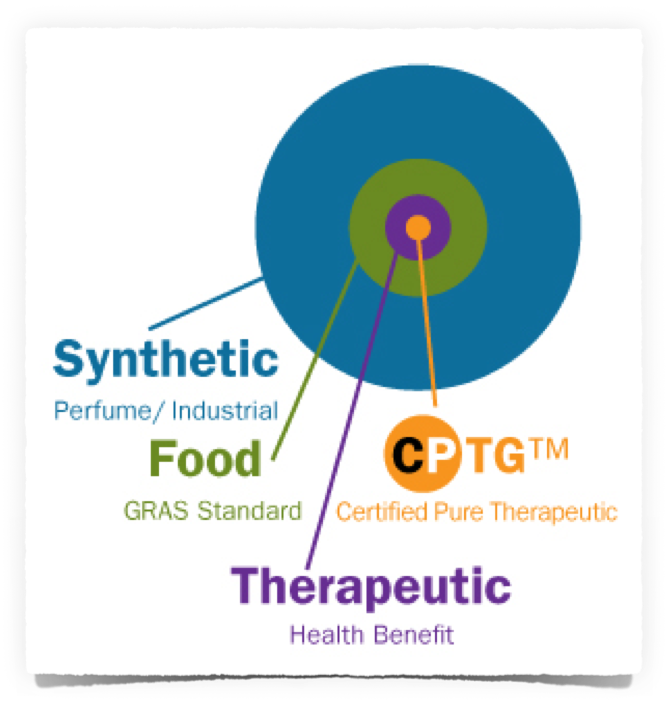 Synthetic
Perfume/ Industrial
Food
GRAS Standard
CPTG™
Certified Pure Therapeutic
Therapeutic
Health Benefit